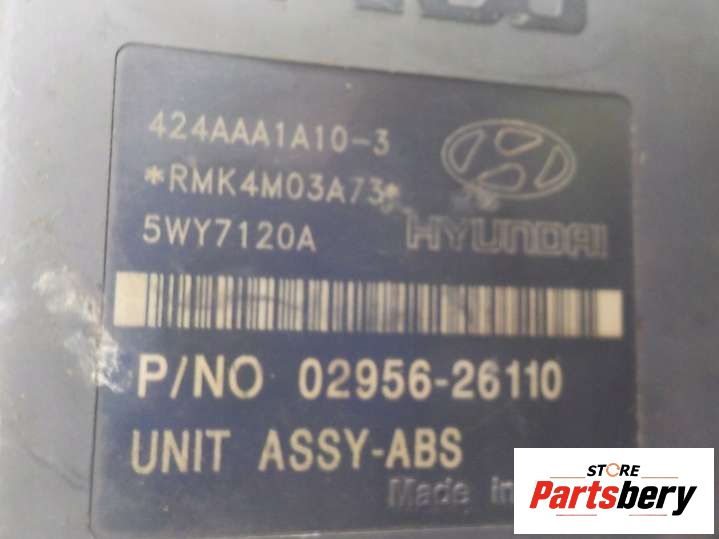 424AAA1A10-3
*RMK4M03A73*
5WY7120A
HYUNDAI
P/NO 02956-26110
UNIT ASSY-ABS
Made in
STORE
Partsbery